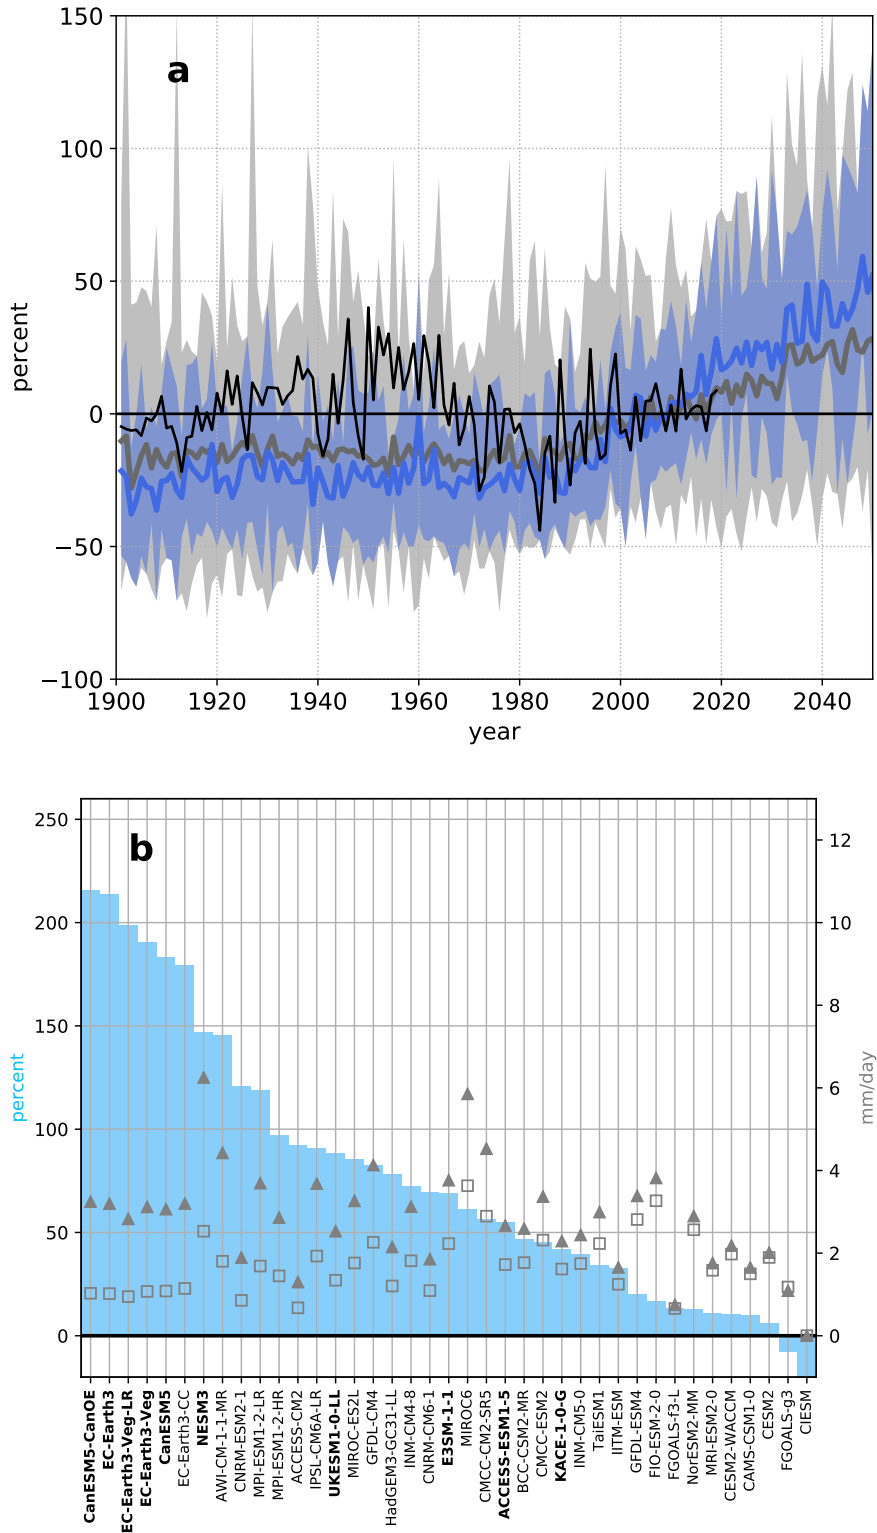 a
percent
150
100
50
0
−50
−100
1901 1920 1940 1960 1980 2000 2020 2040
year
b
percent
250
200
150
100
50
0
mm/day
12
10
8
6
4
2
0
CanESM5-CanOE
EC-Earth3
EC-Earth3-Veg-LR
EC-Earth3-Veg
CanESM5
EC-Earth3-CC
NESM3
AWI-CM-1-1-MR
CNRM-ESM2-1
MPI-ESM1-2-LR
MPI-ESM1-2-HR
ACCESS-CM2
IPSL-CM6A-LR
UKESM1-0-LL
MIROC-ES2L
GFDL-CM4
HadGEM3-GC31-LL
INM-CM4-8
CNRM-CM6-1
E3SM-1-1
MIROC6
CMCC-CM2-SR5
ACCESS-ESM1-5
BCC-CSM2-MR
CMCC-ESM2
KACE-1-0-G
INM-CM5-0
TaiESM1
IITM-ESM
GFDL-ESM4
FIO-ESM-2-0
FGOALS-f3-L
NorESM2-MM
MRI-ESM2-0
CESM2-WACCM
CAMS-CSM1-0
CESM2
FGOALS-g3
CIESM